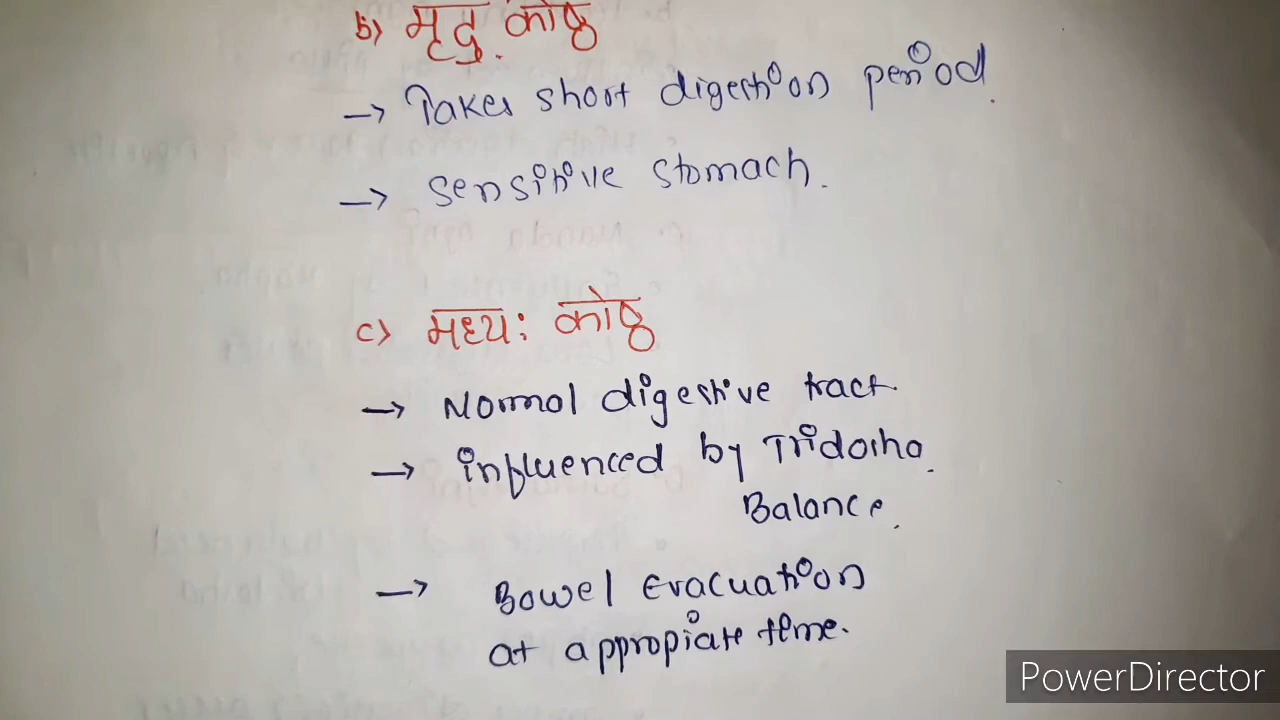 b) मृदु कोष्ठ
→ Takes short digestion period.
→ Sensitive stomach.
c) मध्यः कोष्ठ
→ Normal digestive tract
→ influenced by Tridosha
Balance.
→ Bowel Evacuation
at appropiate time.
PowerDirector